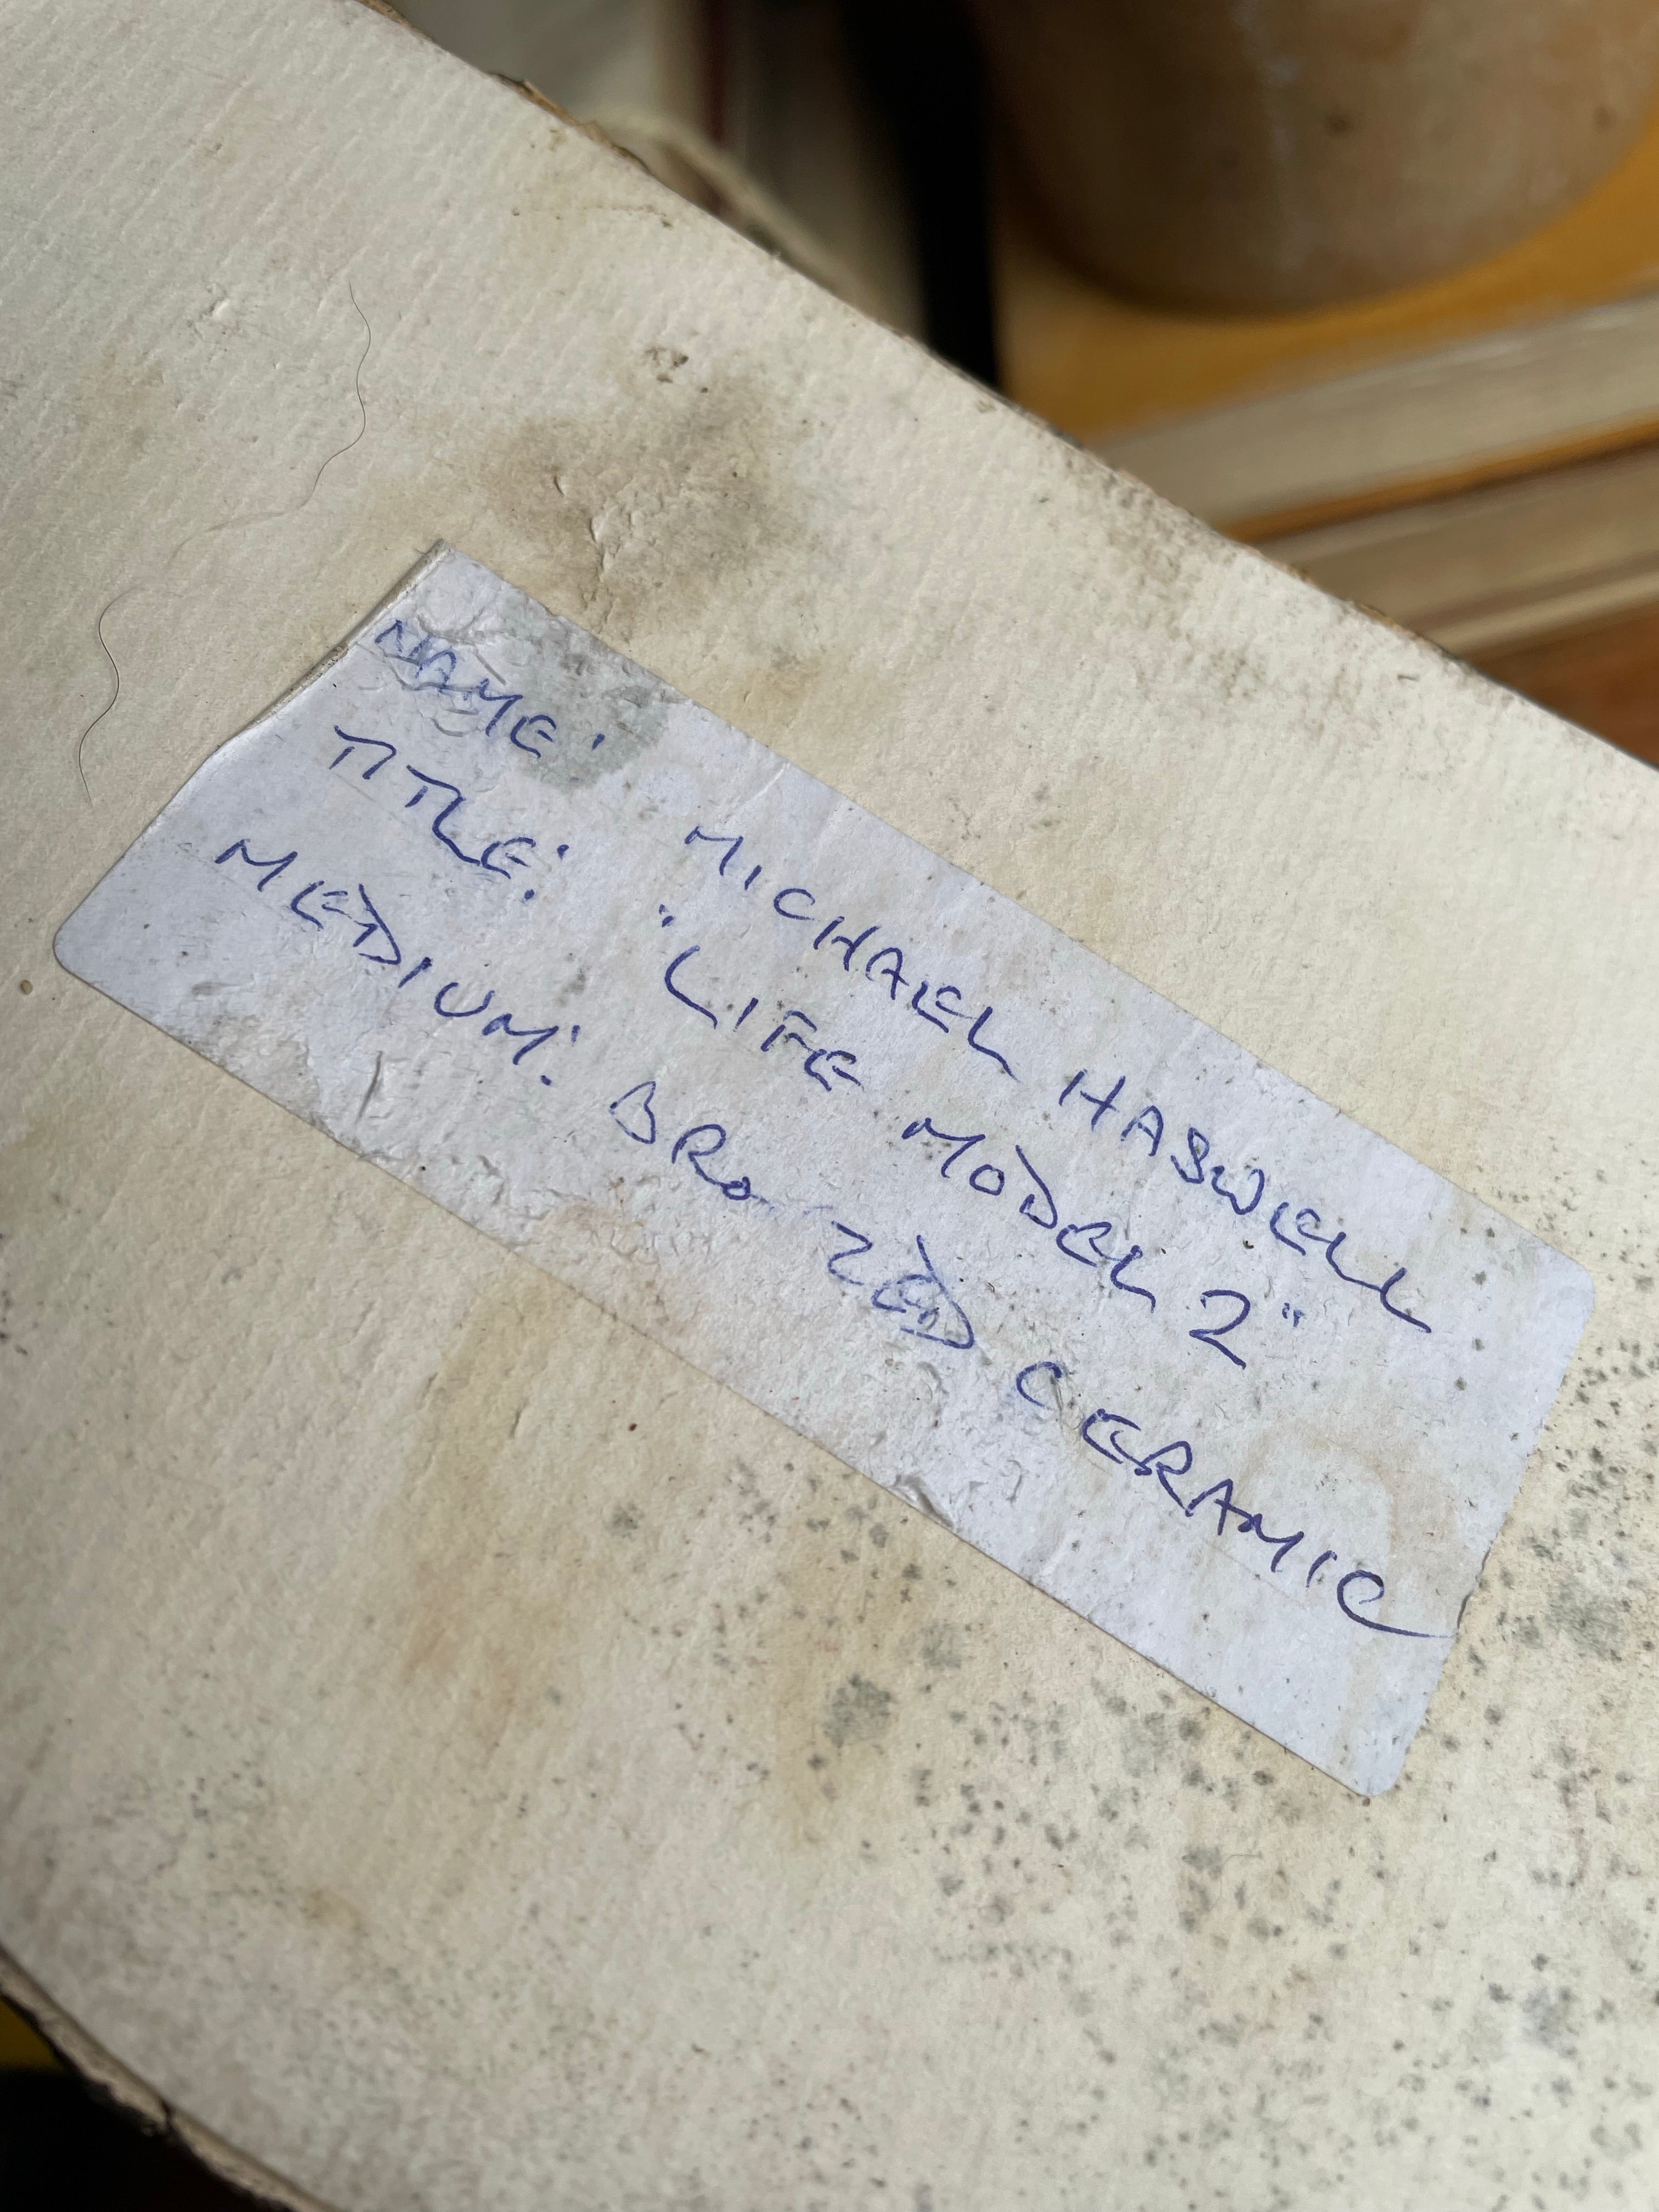 NAME: MICHAEL HASWELL
TITLE: "LIFE MODEL 2"
MEDIUM: BRONZED CERAMIC